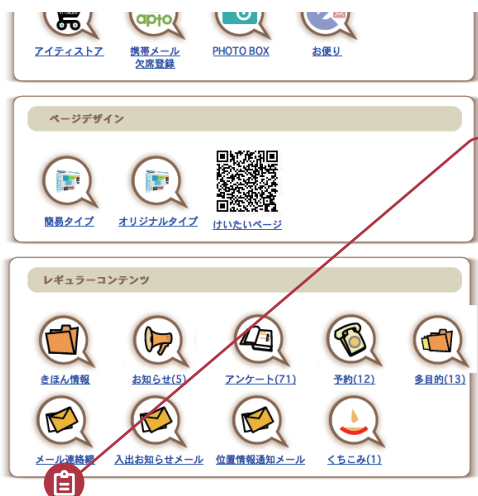 apto
アイティストア
携帯メール
欠席登録
PHOTO BOX
お便り
ページデザイン
簡易タイプ
オリジナルタイプ
けいたいページ
レギュラーコンテンツ
きほん情報
お知らせ(5)
アンケート(71)
予約(12)
多目的(13)
メール連絡網
入出お知らせメール
位置情報通知メール
くちこみ(1)